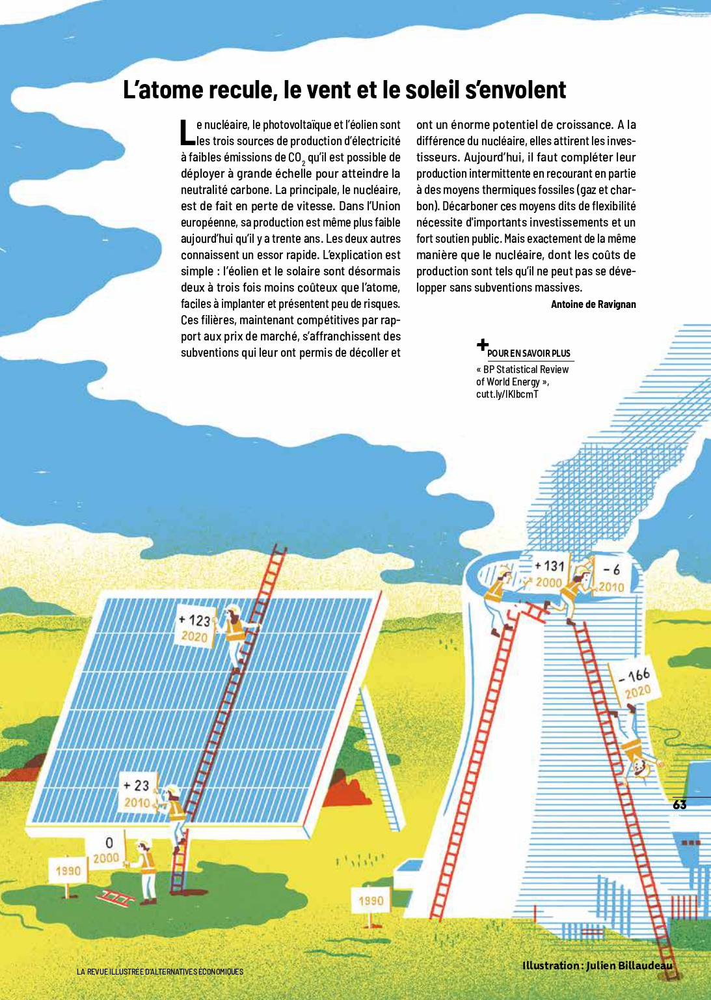 L’atome recule, le vent et le soleil s’envolent
Le nucléaire, le photovoltaïque et l’éolien sont
les trois sources de production d’électricité
à faibles émissions de CO2 qu’il est possible de
déployer à grande échelle pour atteindre la
neutralité carbone. La principale, le nucléaire,
est de fait en perte de vitesse. Dans l’Union
européenne, sa production est même plus faible
aujourd’hui qu’il y a trente ans. Les deux autres
connaissent un essor rapide. L’explication est
simple : l’éolien et le solaire sont désormais
deux à trois fois moins coûteux que l’atome,
faciles à implanter et présentent peu de risques.
Ces filières, maintenant compétitives par rap-
port aux prix de marché, s’affranchissent des
subventions qui leur ont permis de décoller et
ont un énorme potentiel de croissance. A la
différence du nucléaire, elles attirent les inves-
tisseurs. Aujourd’hui, il faut compléter leur
production intermittente en recourant en partie
à des moyens thermiques fossiles (gaz et char-
bon). Décarboner ces moyens dits de flexibilité
nécessite d'importants investissements et un
fort soutien public. Mais exactement de la même
manière que le nucléaire, dont les coûts de
production sont tels qu’il ne peut pas se déve-
lopper sans subventions massives.
Antoine de Ravignan
+
POUR EN SAVOIR PLUS
« BP Statistical Review
of World Energy »,
cutt.ly/IKlbcmT
+ 123
2020
+ 23
2010
0
2000
1990
+ 131
2000
- 6
2010
- 166
2020
1990
63
Illustration : Julien Billaudeau
LA REVUE ILLUSTRÉE D’ALTERNATIVES ÉCONOMIQUES